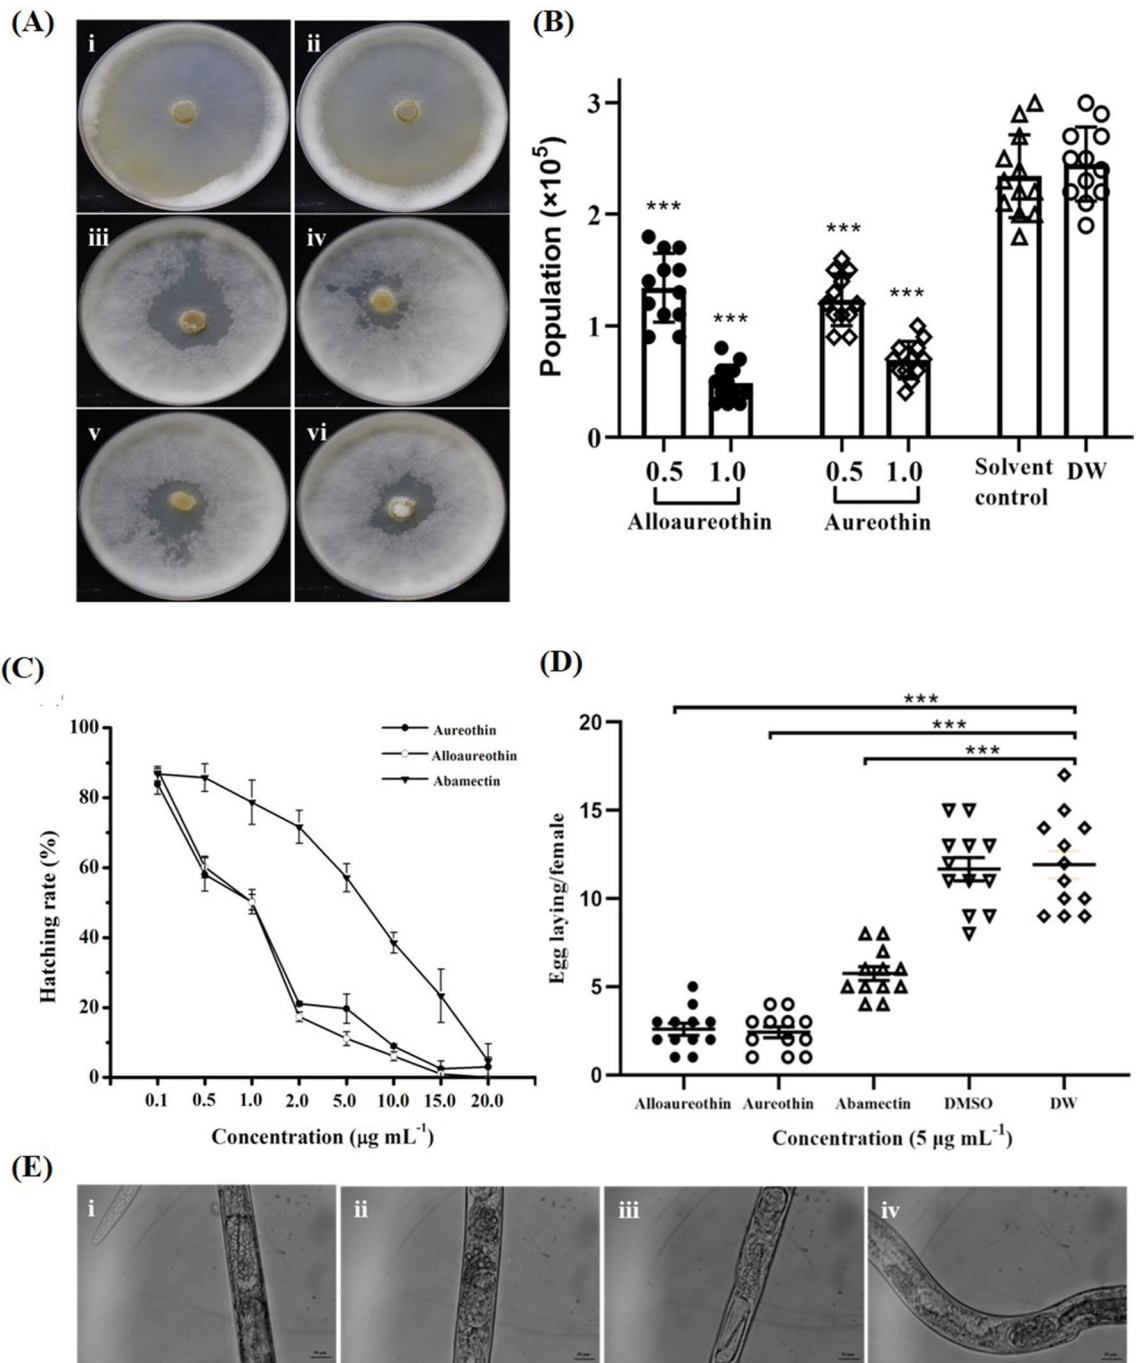 (A)
i
ii
iii
iv
v
vi
(B)
Population (×10⁵)
3
2
1
0
***
***
***
***
0.5 1.0 0.5 1.0 Solvent control DW
Alloaureothin Aureothin
(C)
Hatching rate (%)
100
80
60
40
20
0
Aureothin
Alloaureothin
Abamectin
0.1 0.5 1.0 2.0 5.0 10.0 15.0 20.0
Concentration (μg mL⁻¹)
(D)
***
***
***
Egg laying/female
20
15
10
5
0
Alloaureothin Aureothin Abamectin DMSO DW
Concentration (5 μg mL⁻¹)
(E)
i
ii
iii
iv